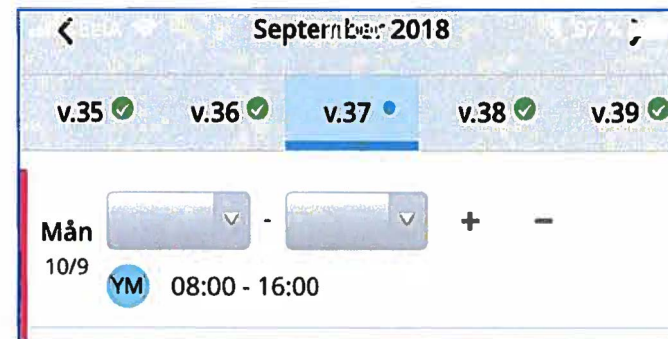 September 2018
v.35
v.36
v.37
v.38
v.39
- + -
Mån
10/9
YM 08:00 - 16:00